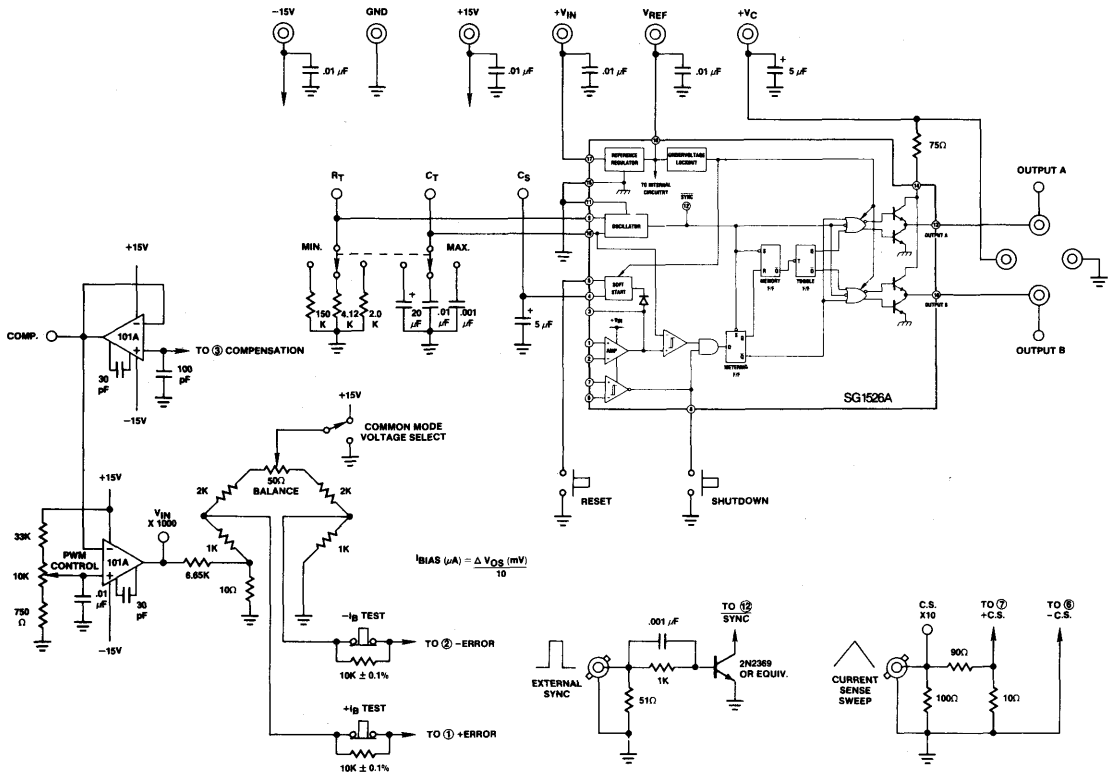 −15V
GND
+15V
+VIN
VREF
+VC
.01 µF
.01 µF
.01 µF
.01 µF
+
5 µF
75Ω
RT
CT
CS
REFERENCE
REGULATOR
UNDERVOLTAGE
LOCKOUT
TO INTERNAL
CIRCUITRY
SYNC
OSCILLATOR
SOFT
START
AMP
+VIN
MEMORY
F/F
TOGGLE
F/F
METERING
F/F
OUTPUT A
OUTPUT B
SG1526A
OUTPUT A
OUTPUT B
MIN.
MAX.
150
K
4.12
K
2.0
K
+
20
µF
.01
µF
.001
µF
+
5 µF
+15V
COMP.
101A
30
pF
100
pF
TO ③ COMPENSATION
−15V
+15V
COMMON MODE
VOLTAGE SELECT
50Ω
BALANCE
2K
2K
1K
1K
RESET
SHUTDOWN
+15V
33K
PWM
CONTROL
10K
750
Ω
101A
.01
µF
30
pF
−15V
VIN
X 1000
6.65K
10Ω
IBIAS (µA) = Δ VOS (mV)
10
−IB TEST
TO ② −ERROR
10K ± 0.1%
+IB TEST
TO ① +ERROR
10K ± 0.1%
EXTERNAL
SYNC
51Ω
.001 µF
1K
TO ⑫
SYNC
2N2369
OR EQUIV.
CURRENT
SENSE
SWEEP
C.S.
X10
100Ω
90Ω
10Ω
TO ⑦
+C.S.
TO ⑥
−C.S.